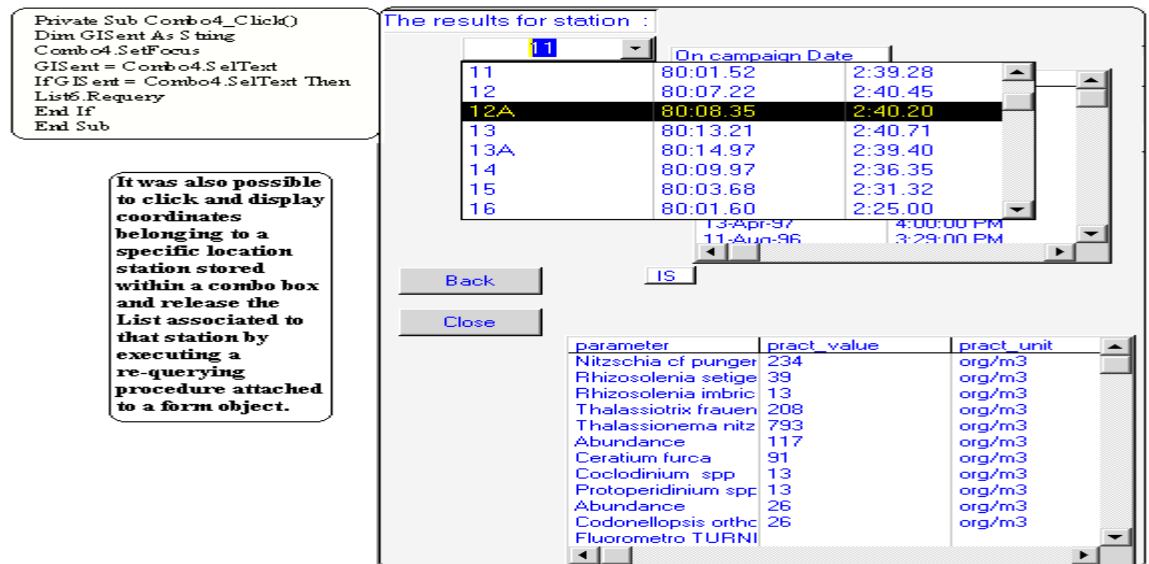 Private Sub Combo4_Click()
Dim GISent As String
Combo4.SetFocus
GISent = Combo4.SelText
If GISent = Combo4.SelText Then
List6.Requery
End If
End Sub
It was also possible
to click and display
coordinates
belonging to a
specific location
station stored
within a combo box
and release the
List associated to
that station by
executing a
re-querying
procedure attached
to a form object.
The results for station :
11
On campaign Date
11 80:01.52 2:39.28
12 80:07.22 2:40.45
12A 80:08.35 2:40.20
13 80:13.21 2:40.71
13A 80:14.97 2:39.40
14 80:09.97 2:36.35
15 80:03.68 2:31.32
16 80:01.60 2:25.00
13-Apr-97 4:00:00 PM
11-Aug-96 3:29:00 PM
Back
IS
Close
parameter pract_value pract_unit
Nitzschia cf punger 234 org/m3
Rhizosolenia setige 39 org/m3
Rhizosolenia imbric 13 org/m3
Thalassiotrix frauen 208 org/m3
Thalassionema nitz 793 org/m3
Abundance 117 org/m3
Ceratium furca 91 org/m3
Coclodinium spp 13 org/m3
Protoperidinium spp 13 org/m3
Abundance 26 org/m3
Codonellopsis orthc 26 org/m3
Fluorometro TURNI